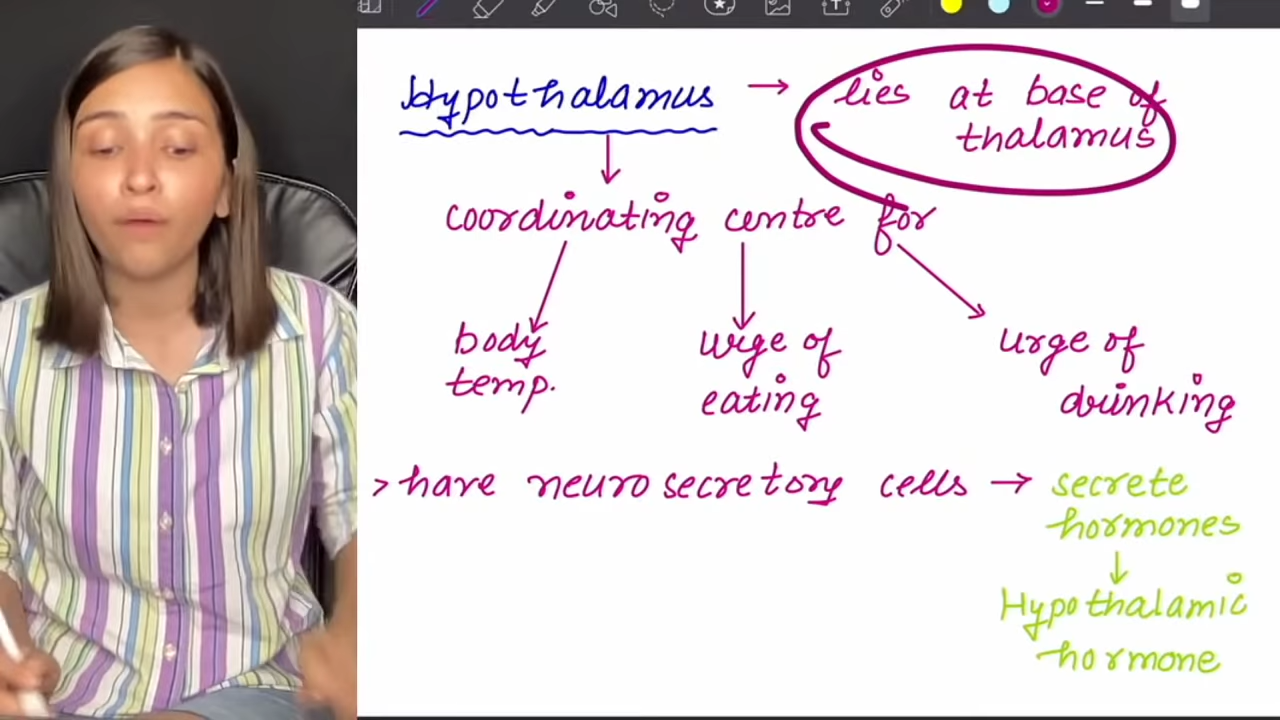 Hypothalamus → lies at base of
thalamus
coordinating centre for
body temp.
urge of eating
urge of drinking
> have neurosecretory cells → secrete
hormones
↓
Hypothalamic
hormone